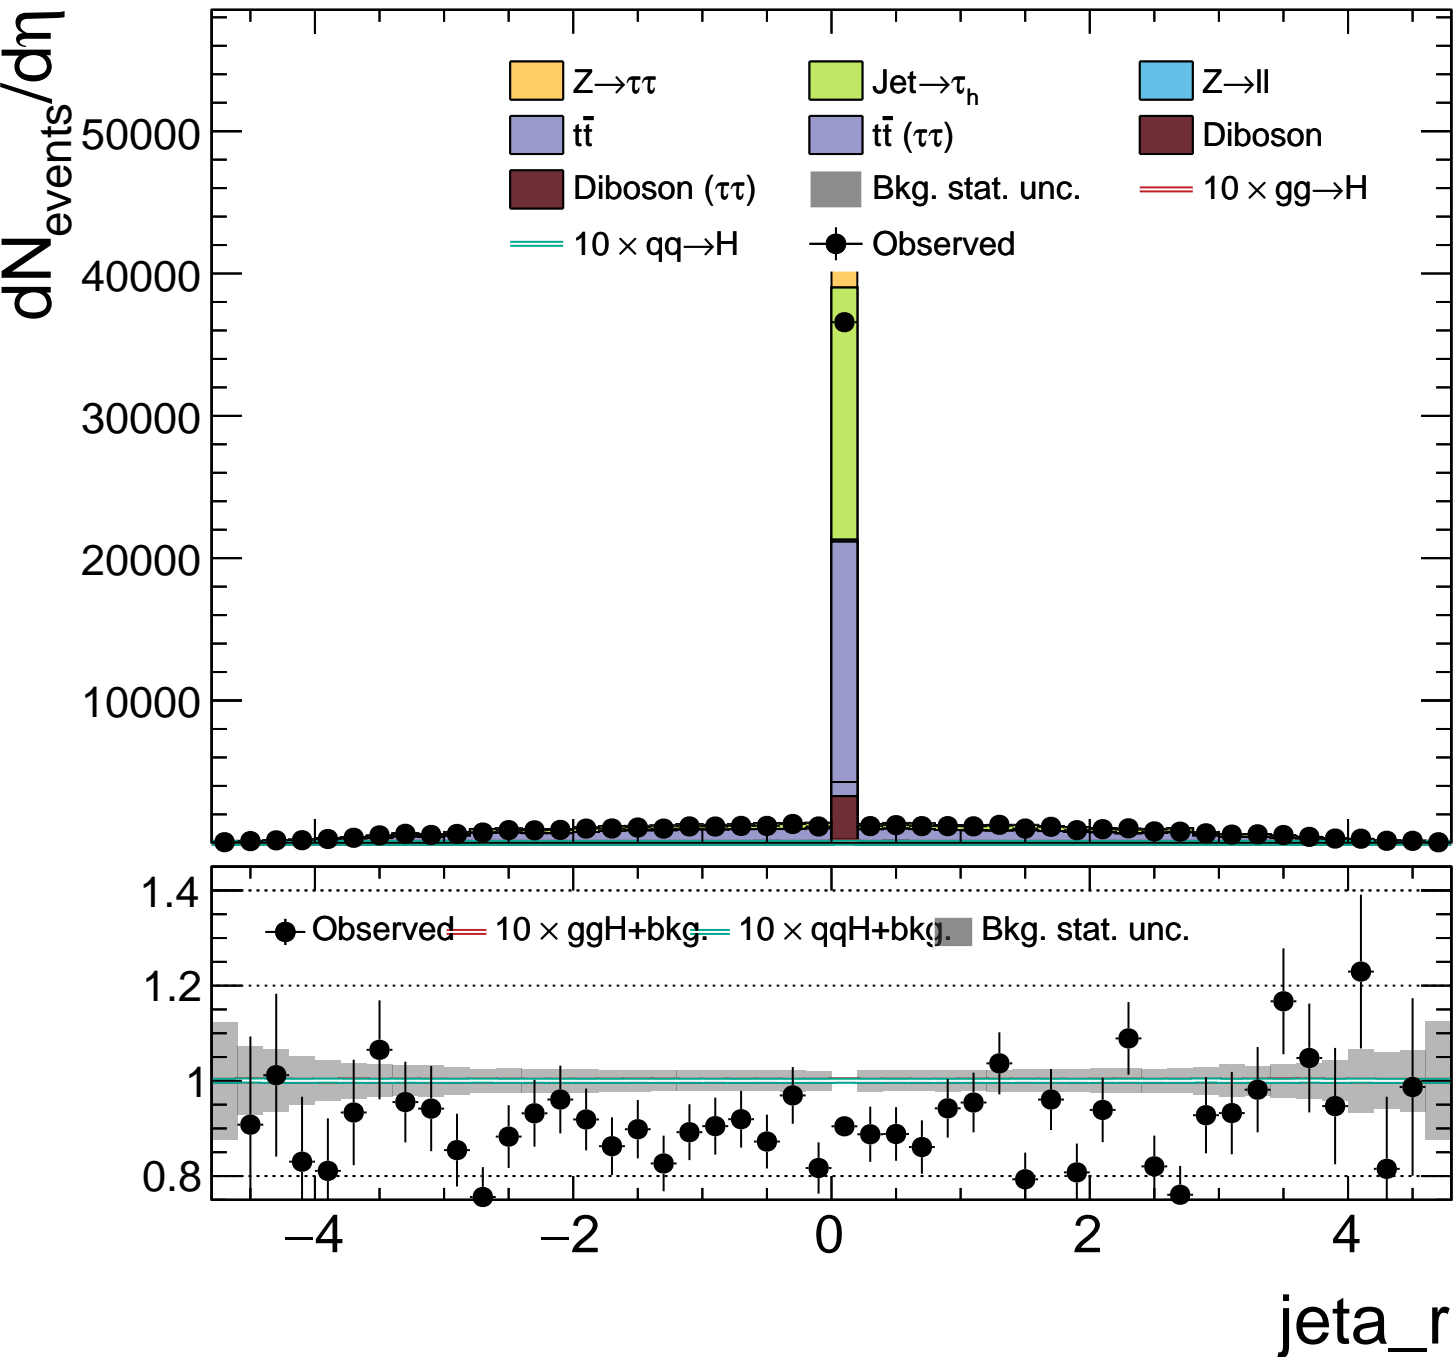 dN_events/dη
50000
40000
30000
20000
10000
Z→ττ Jet→τ_h Z→ll
tt̄ tt̄ (ττ) Diboson
Diboson (ττ) Bkg. stat. unc. 10 × gg→H
10 × qq→H Observed
1.4
1.2
1
0.8
Observed 10 × ggH+bkg. 10 × qqH+bkg. Bkg. stat. unc.
−4 −2 0 2 4
jeta_r